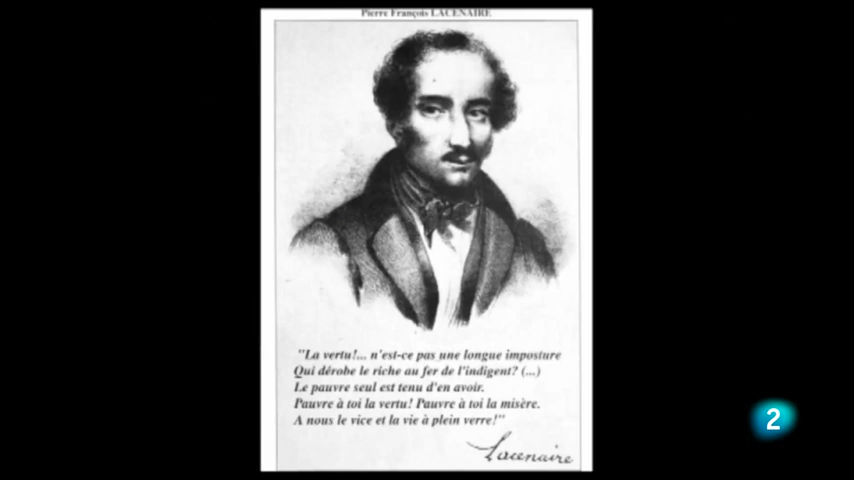 Pierre François LACENAIRE
"La vertu!... n'est-ce pas une longue imposture
Qui dérobe le riche au fer de l'indigent? (...)
Le pauvre seul est tenu d'en avoir.
Pauvre à toi la vertu! Pauvre à toi la misère.
A nous le vice et la vie à plein verre!"
Lacenaire
2